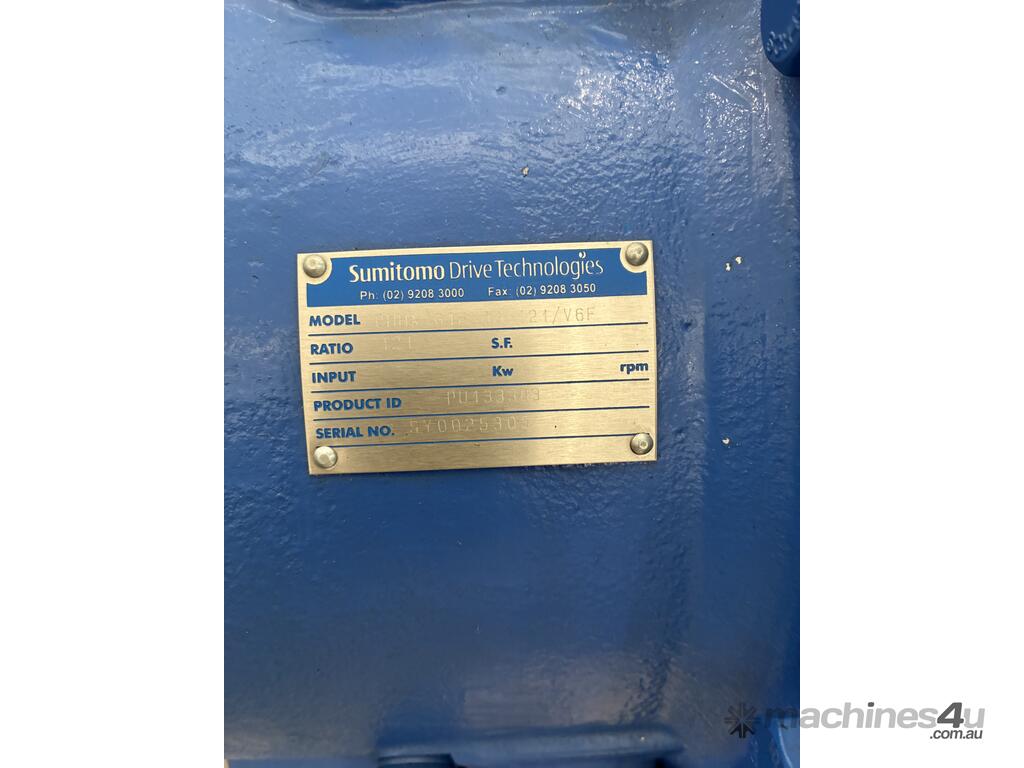 Sumitomo Drive Technologies
Ph: (02) 9208 3000 Fax: (02) 9208 3050
MODEL
RATIO 121 S.F.
INPUT Kw rpm
PRODUCT ID
SERIAL NO.
machines4u
.com.au